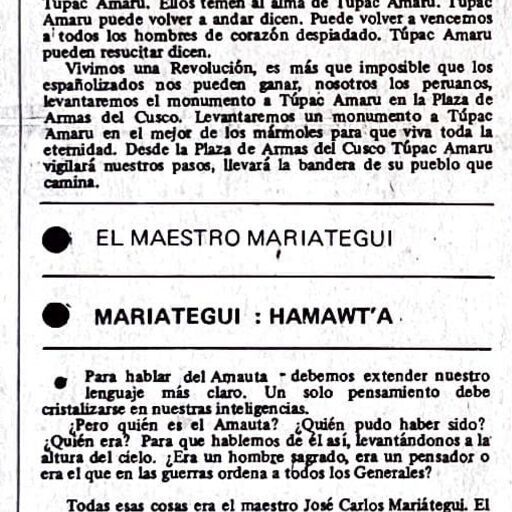 Túpac Amaru. Ellos temen al alma de Túpac Amaru. Túpac
Amaru puede volver a andar dicen. Puede volver a vencernos
a todos los hombres de corazón despiadado. Túpac Amaru
pueden resucitar dicen.
Vivimos una Revolución, es más que imposible que los
españolizados nos pueden ganar, nosotros los peruanos,
levantaremos el monumento a Túpac Amaru en la Plaza de
Armas del Cusco. Levantaremos un monumento a Túpac
Amaru en el mejor de los mármoles para que viva toda la
eternidad. Desde la Plaza de Armas del Cusco Túpac Amaru
vigilará nuestros pasos, llevará la bandera de su pueblo que
camina.
● EL MAESTRO MARIATEGUI
● MARIATEGUI : HAMAWT'A
● Para hablar del Amauta - debemos extender nuestro
lenguaje más claro. Un solo pensamiento debe
cristalizarse en nuestras inteligencias.
¿Pero quién es el Amauta? ¿Quién pudo haber sido?
¿Quién era? Para que hablemos de él así, levantándonos a la
altura del cielo. ¿Era un hombre sagrado, era un pensador o
era el que en las guerras ordena a todos los Generales?
Todas esas cosas era el maestro José Carlos Mariátegui. El